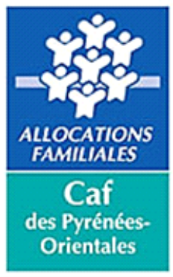 ALLOCATIONS
FAMILIALES
Caf
des Pyrénées-
Orientales